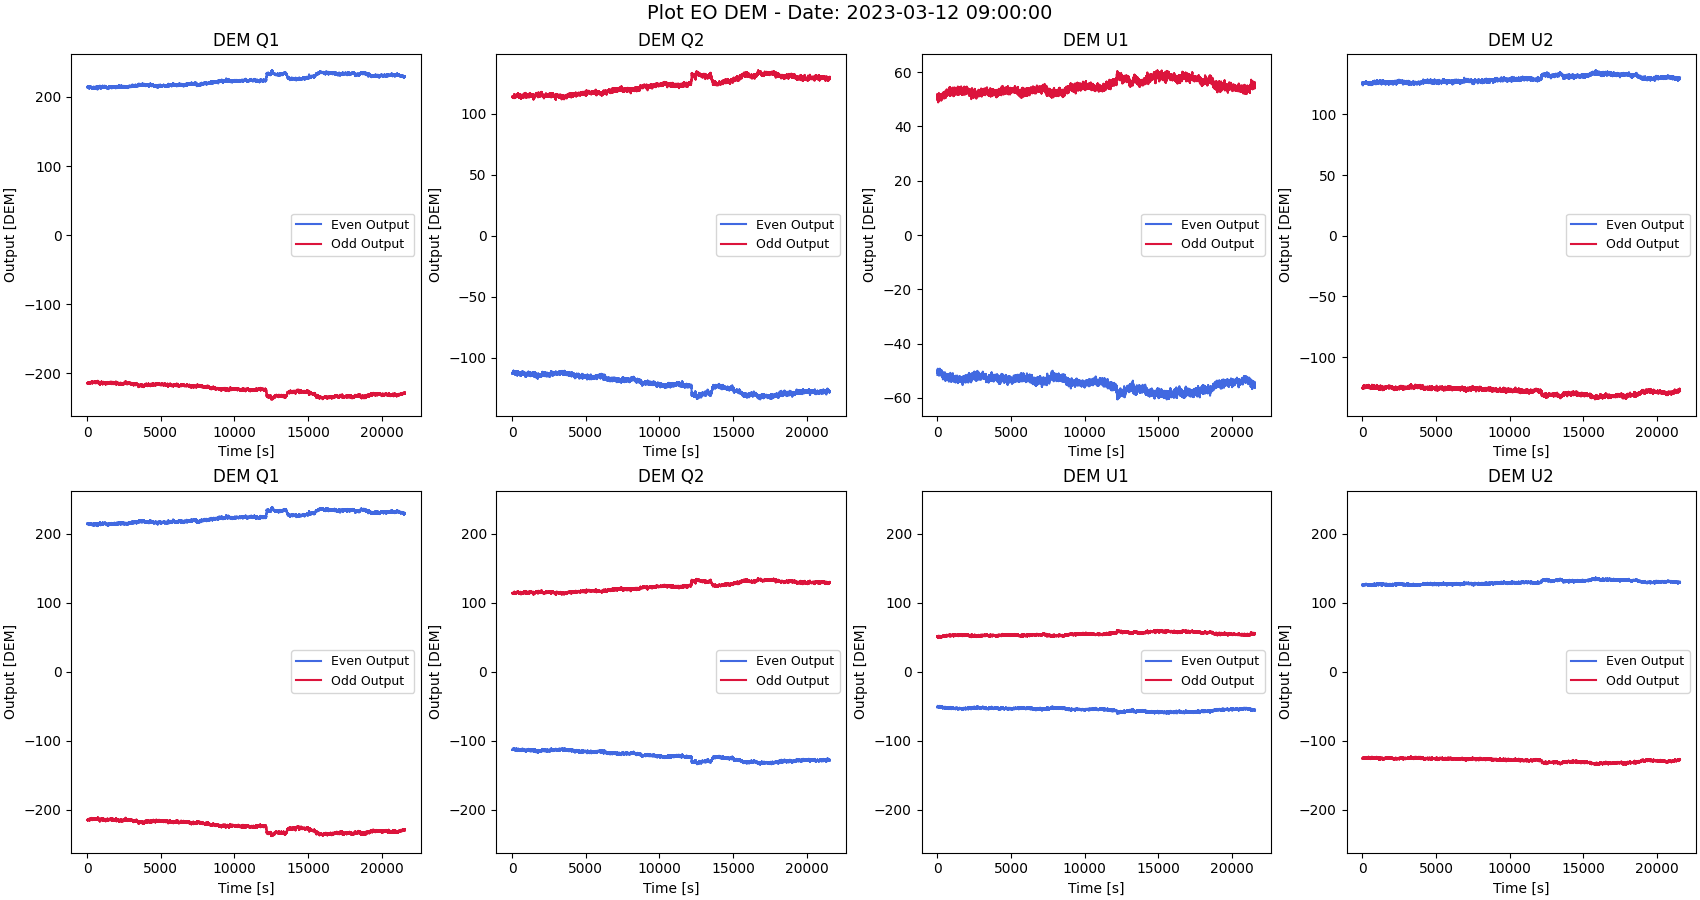 Plot EO DEM - Date: 2023-03-12 09:00:00
DEM Q1
200
100
0
−100
−200
Output [DEM]
Even Output
Odd Output
0 5000 10000 15000 20000
Time [s]
DEM Q2
100
50
0
−50
−100
Output [DEM]
Even Output
Odd Output
0 5000 10000 15000 20000
Time [s]
DEM U1
60
40
20
0
−20
−40
−60
Output [DEM]
Even Output
Odd Output
0 5000 10000 15000 20000
Time [s]
DEM U2
100
50
0
−50
−100
Output [DEM]
Even Output
Odd Output
0 5000 10000 15000 20000
Time [s]
DEM Q1
200
100
0
−100
−200
Output [DEM]
Even Output
Odd Output
0 5000 10000 15000 20000
Time [s]
DEM Q2
200
100
0
−100
−200
Output [DEM]
Even Output
Odd Output
0 5000 10000 15000 20000
Time [s]
DEM U1
200
100
0
−100
−200
Output [DEM]
Even Output
Odd Output
0 5000 10000 15000 20000
Time [s]
DEM U2
200
100
0
−100
−200
Output [DEM]
Even Output
Odd Output
0 5000 10000 15000 20000
Time [s]